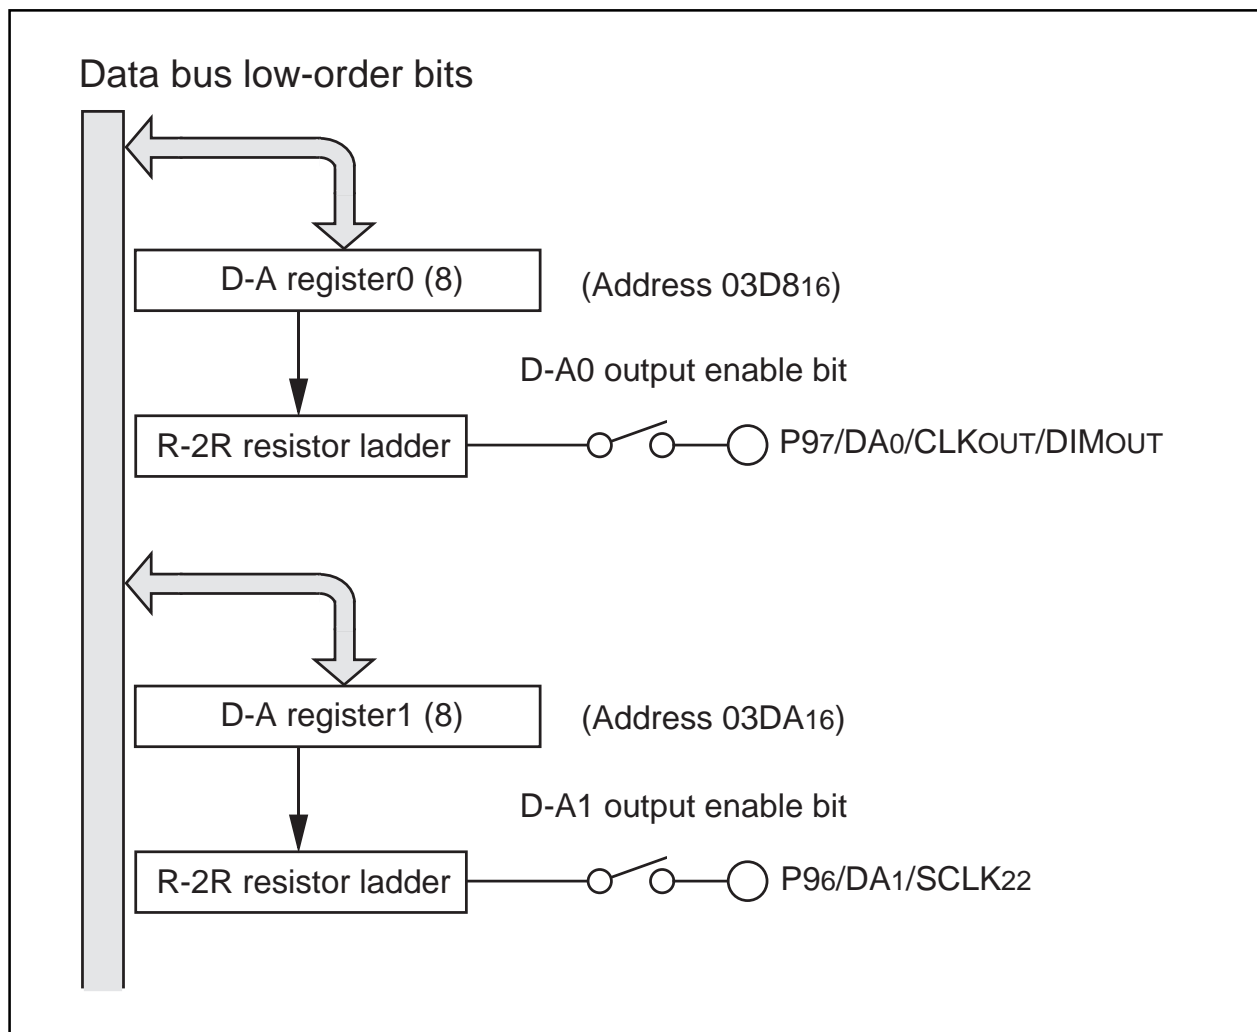 Data bus low-order bits
D-A register0 (8)
(Address 03D816)
D-A0 output enable bit
R-2R resistor ladder
P97/DA0/CLKOUT/DIMOUT
D-A register1 (8)
(Address 03DA16)
D-A1 output enable bit
R-2R resistor ladder
P96/DA1/SCLK22